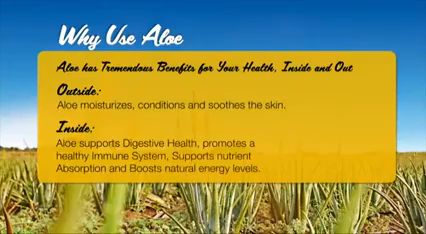 Why Use Aloe
Aloe has Tremendous Benefits for Your Health, Inside and Out
Outside:
Aloe moisturizes, conditions and soothes the skin.
Inside:
Aloe supports Digestive Health, promotes a
healthy Immune System, Supports nutrient
Absorption and Boosts natural energy levels.